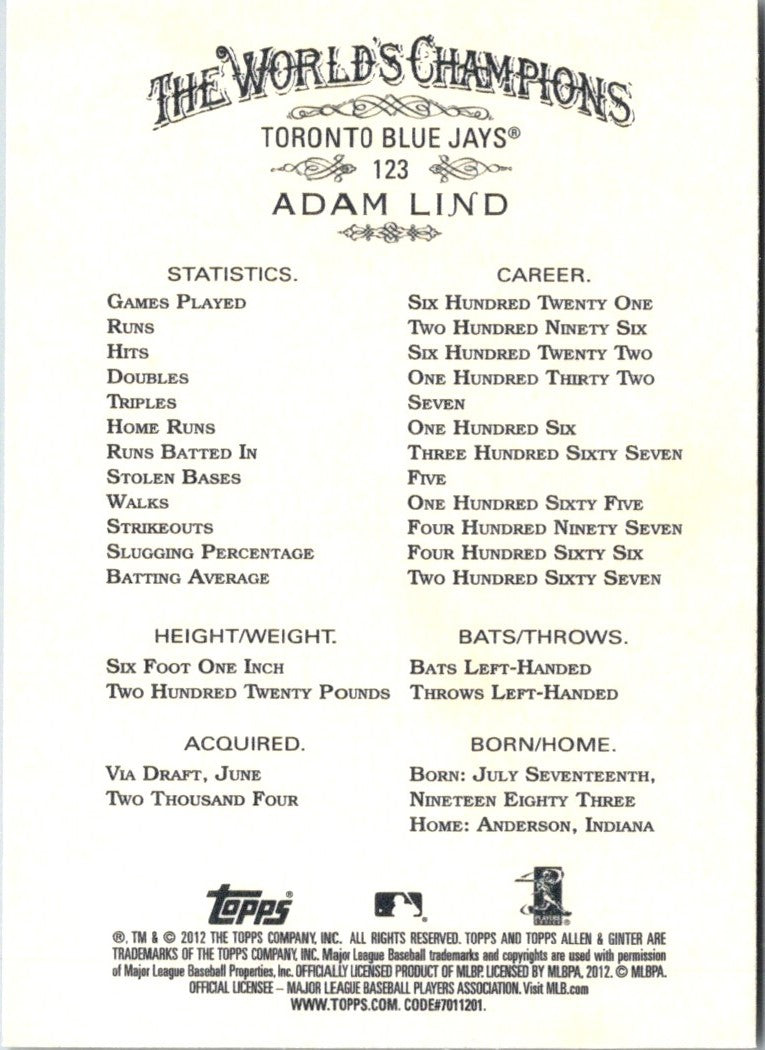 THE WORLD'S CHAMPIONS
TORONTO BLUE JAYS®
123
ADAM LIND
STATISTICS. CAREER.
GAMES PLAYED SIX HUNDRED TWENTY ONE
RUNS TWO HUNDRED NINETY SIX
HITS SIX HUNDRED TWENTY TWO
DOUBLES ONE HUNDRED THIRTY TWO
TRIPLES SEVEN
HOME RUNS ONE HUNDRED SIX
RUNS BATTED IN THREE HUNDRED SIXTY SEVEN
STOLEN BASES FIVE
WALKS ONE HUNDRED SIXTY FIVE
STRIKEOUTS FOUR HUNDRED NINETY SEVEN
SLUGGING PERCENTAGE FOUR HUNDRED SIXTY SIX
BATTING AVERAGE TWO HUNDRED SIXTY SEVEN
HEIGHT/WEIGHT. BATS/THROWS.
SIX FOOT ONE INCH BATS LEFT-HANDED
TWO HUNDRED TWENTY POUNDS THROWS LEFT-HANDED
ACQUIRED. BORN/HOME.
VIA DRAFT, JUNE BORN: JULY SEVENTEENTH,
TWO THOUSAND FOUR NINETEEN EIGHTY THREE
HOME: ANDERSON, INDIANA
Topps®
PLAYERS CHOICE
®, TM & © 2012 THE TOPPS COMPANY, INC. ALL RIGHTS RESERVED. TOPPS AND TOPPS ALLEN & GINTER ARE
TRADEMARKS OF THE TOPPS COMPANY, INC. Major League Baseball trademarks and copyrights are used with permission
of Major League Baseball Properties, Inc. OFFICIALLY LICENSED PRODUCT OF MLBP. LICENSED BY MLBPA, 2012. © MLBPA.
OFFICIAL LICENSEE – MAJOR LEAGUE BASEBALL PLAYERS ASSOCIATION. Visit MLB.com
WWW.TOPPS.COM. CODE#7011201.